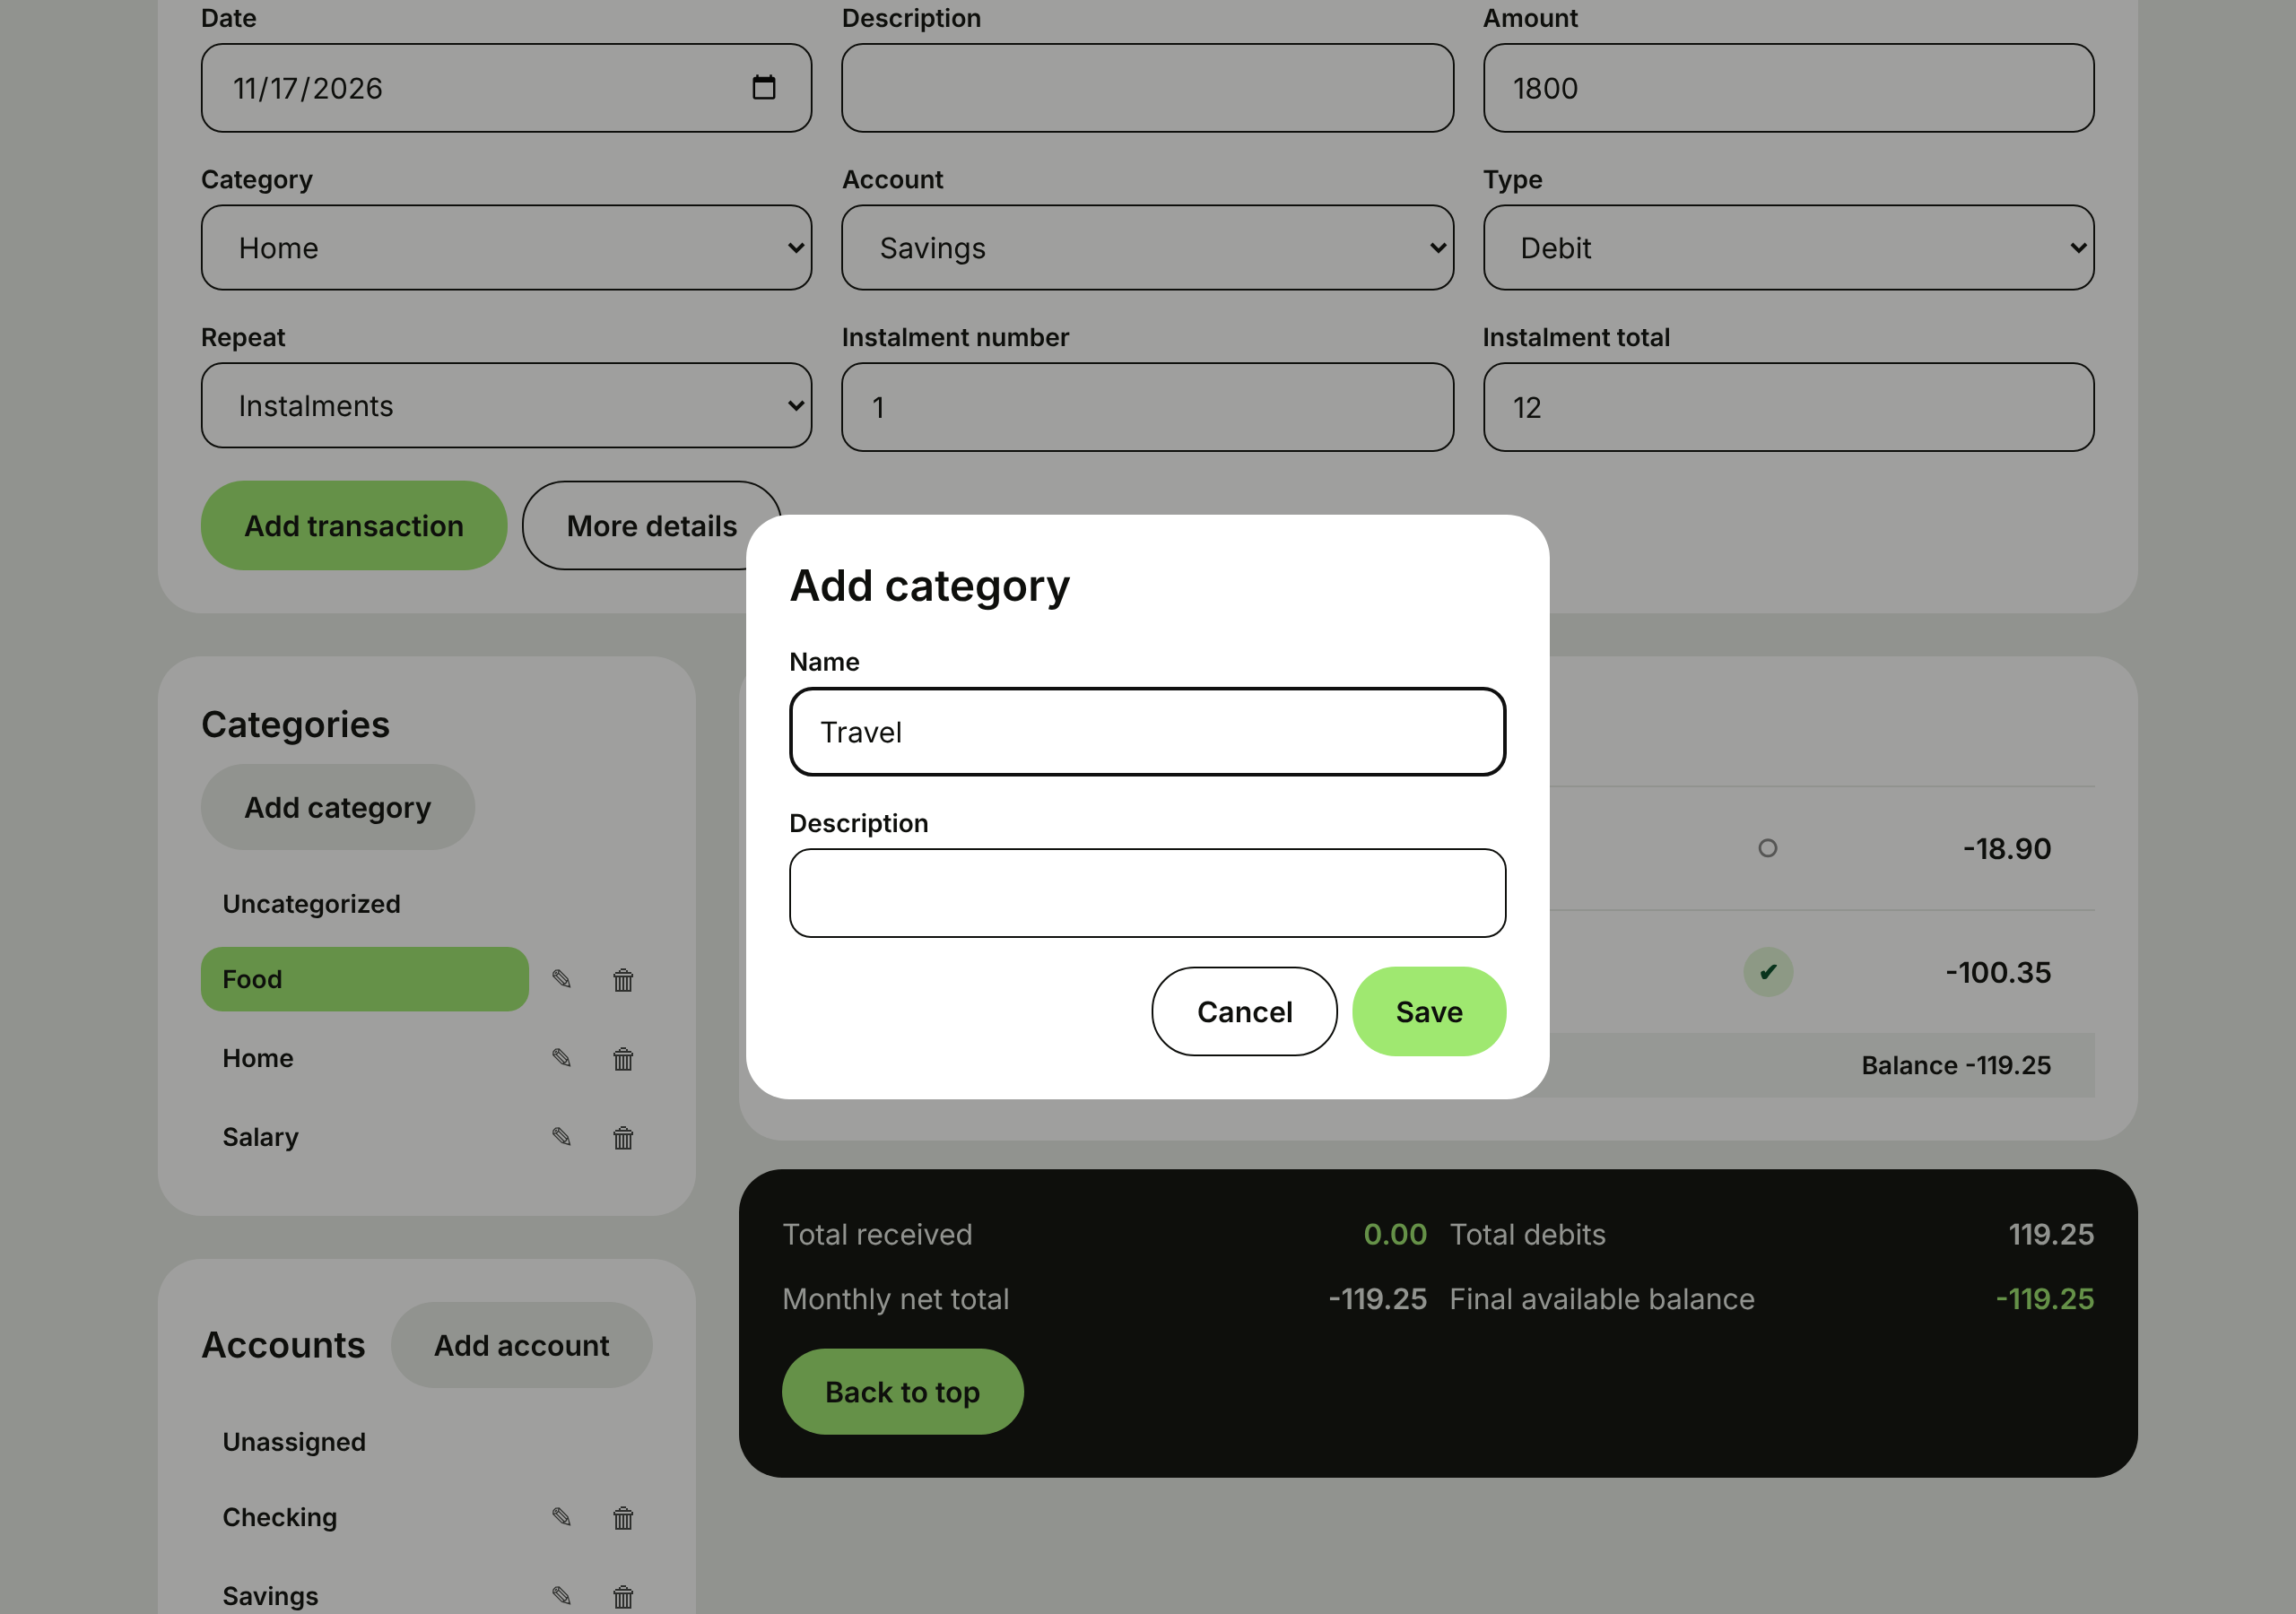 Date Description Amount
11/17/2026 1800
Category Account Type
Home Savings Debit
Repeat Instalment number Instalment total
Instalments 1 12
Add transaction More details
Add category
Name
Travel
Description
Cancel Save
Categories
Add category
Uncategorized
Food
Home
Salary
Accounts Add account
Unassigned
Checking
Savings
-18.90
✔ -100.35
Balance -119.25
Total received 0.00 Total debits 119.25
Monthly net total -119.25 Final available balance -119.25
Back to top